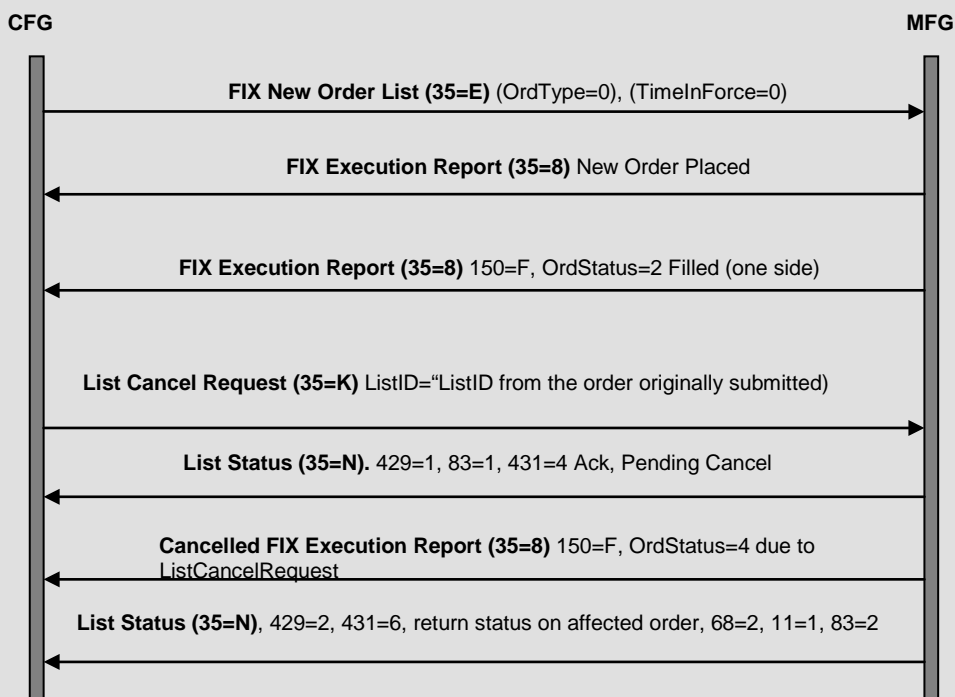 CFG
MFG
FIX New Order List (35=E) (OrdType=0), (TimeInForce=0)
FIX Execution Report (35=8) New Order Placed
FIX Execution Report (35=8) 150=F, OrdStatus=2 Filled (one side)
List Cancel Request (35=K) ListID=“ListID from the order originally submitted)
List Status (35=N). 429=1, 83=1, 431=4 Ack, Pending Cancel
Cancelled FIX Execution Report (35=8) 150=F, OrdStatus=4 due to
ListCancelRequest
List Status (35=N), 429=2, 431=6, return status on affected order, 68=2, 11=1, 83=2